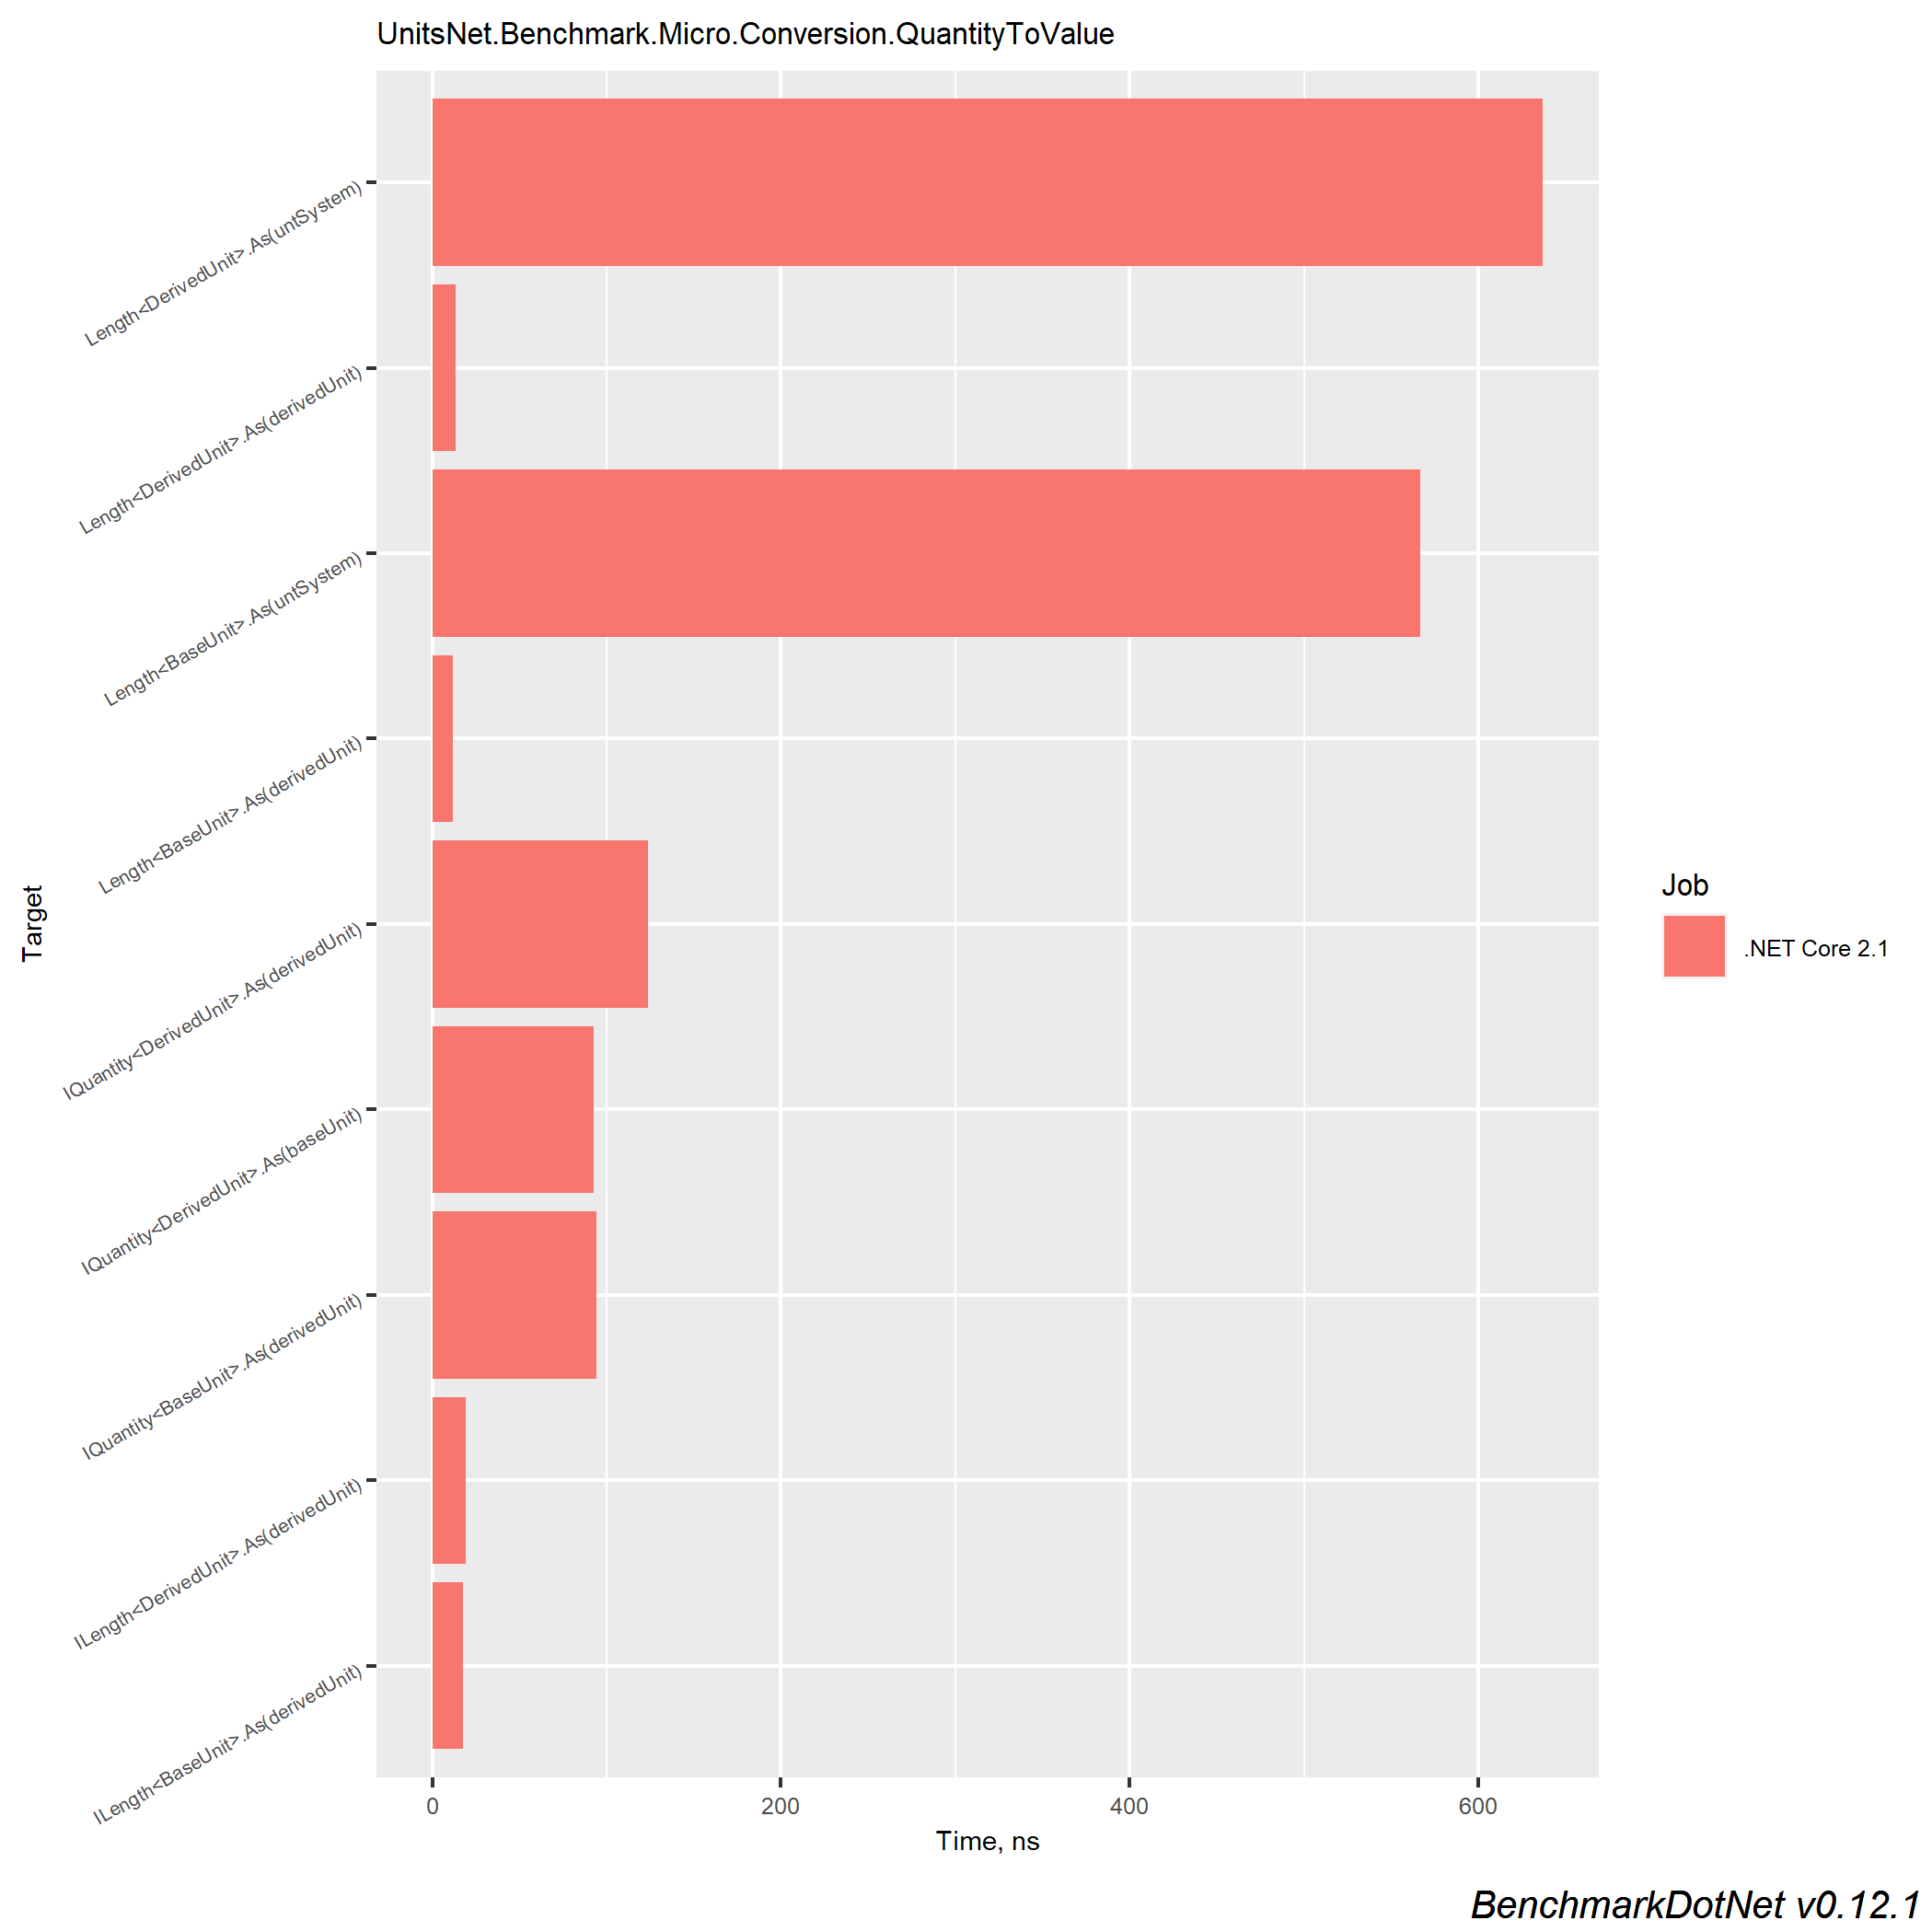 UnitsNet.Benchmark.Micro.Conversion.QuantityToValue
Length<DerivedUnit>.As(untSystem)
Length<DerivedUnit>.As(derivedUnit)
Length<BaseUnit>.As(untSystem)
Length<BaseUnit>.As(derivedUnit)
IQuantity<DerivedUnit>.As(derivedUnit)
IQuantity<DerivedUnit>.As(baseUnit)
IQuantity<BaseUnit>.As(derivedUnit)
ILength<DerivedUnit>.As(derivedUnit)
ILength<BaseUnit>.As(derivedUnit)
Target
0 200 400 600
Time, ns
Job
.NET Core 2.1
BenchmarkDotNet v0.12.1